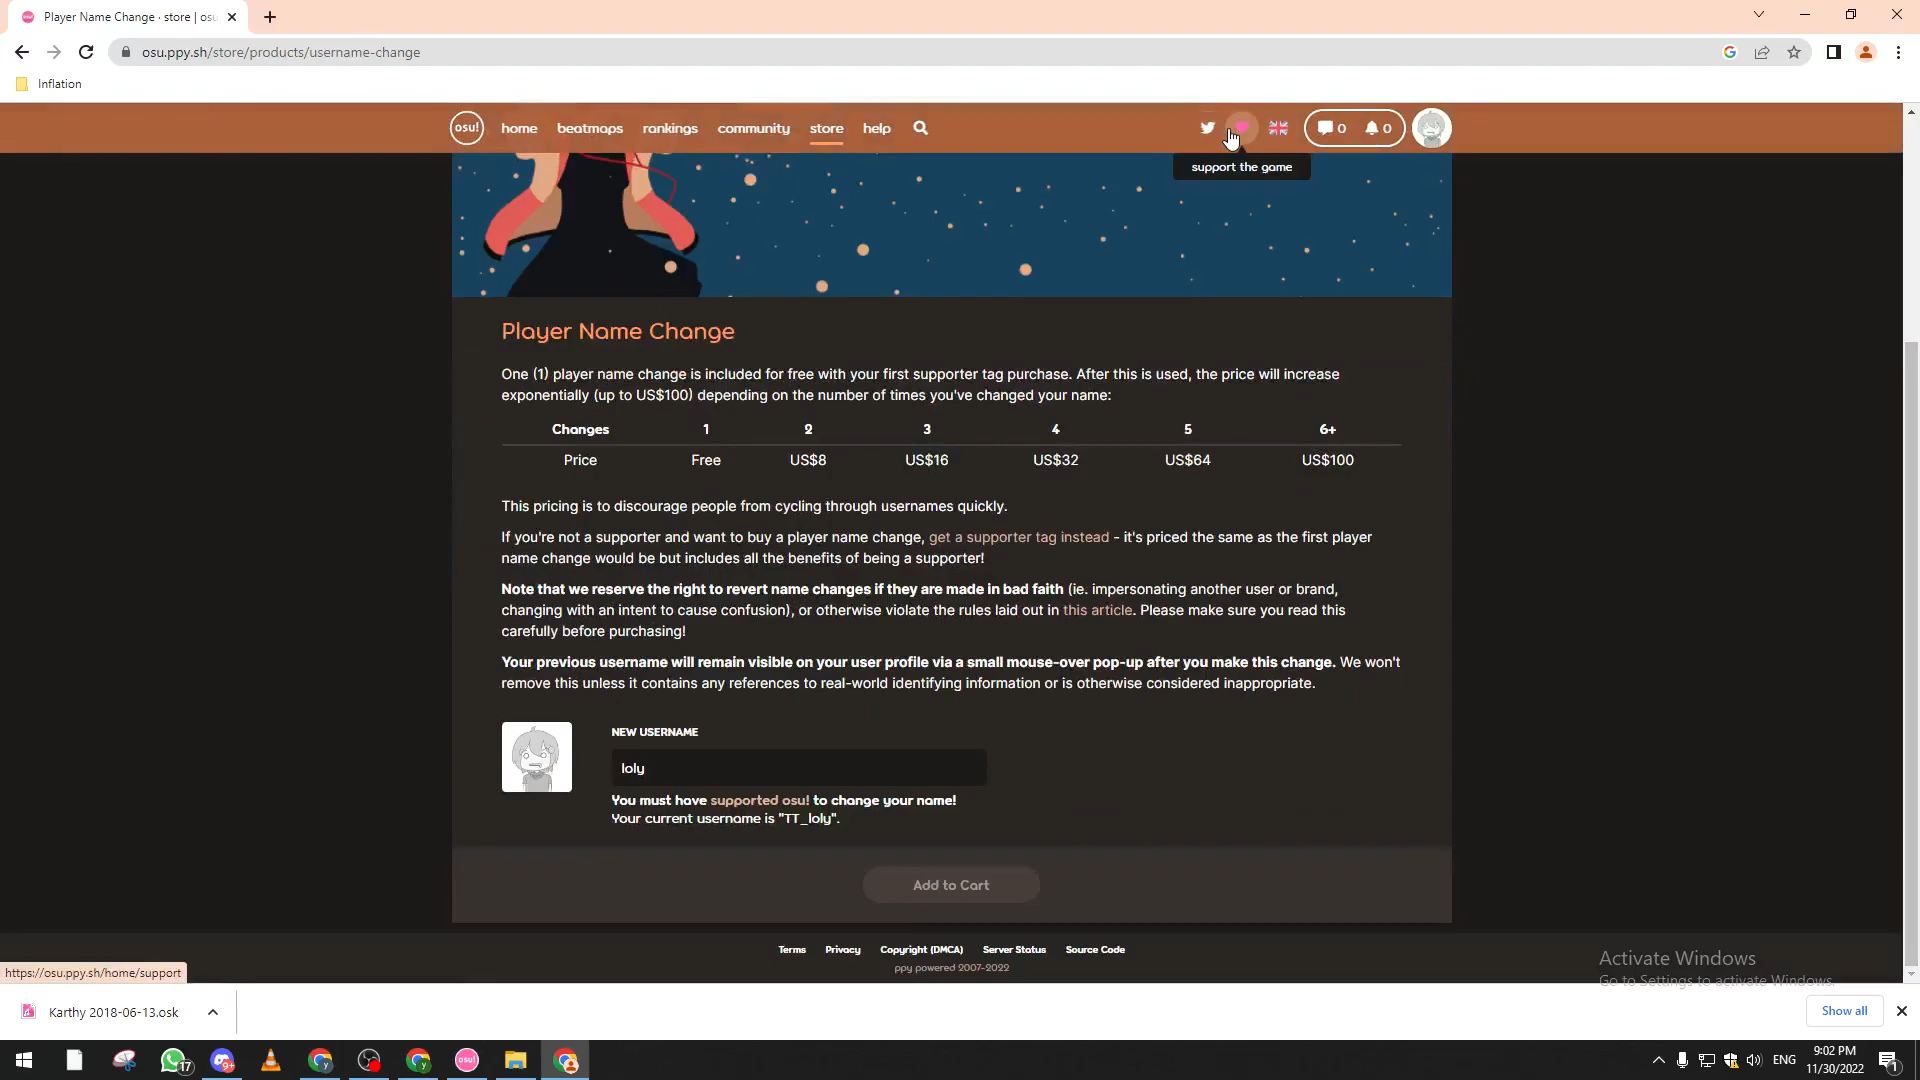 Player Name Change · store | osu
osu.ppy.sh/store/products/username-change
Inflation
osu! home beatmaps rankings community store help 0 0
support the game
Player Name Change
One (1) player name change is included for free with your first supporter tag purchase. After this is used, the price will increase
exponentially (up to US$100) depending on the number of times you've changed your name:
Changes 1 2 3 4 5 6+
Price Free US$8 US$16 US$32 US$64 US$100
This pricing is to discourage people from cycling through usernames quickly.
If you're not a supporter and want to buy a player name change, get a supporter tag instead - it's priced the same as the first player
name change would be but includes all the benefits of being a supporter!
Note that we reserve the right to revert name changes if they are made in bad faith (ie. impersonating another user or brand,
changing with an intent to cause confusion), or otherwise violate the rules laid out in this article. Please make sure you read this
carefully before purchasing!
Your previous username will remain visible on your user profile via a small mouse-over pop-up after you make this change. We won't
remove this unless it contains any references to real-world identifying information or is otherwise considered inappropriate.
NEW USERNAME
loly
You must have supported osu! to change your name!
Your current username is "TT_loly".
Add to Cart
Terms Privacy Copyright (DMCA) Server Status Source Code
ppy powered 2007-2022
Activate Windows
Go to Settings to activate Windows.
https://osu.ppy.sh/home/support
Karthy 2018-06-13.osk
Show all
17 9+ y y osu! ENG
9:02 PM
11/30/2022
1